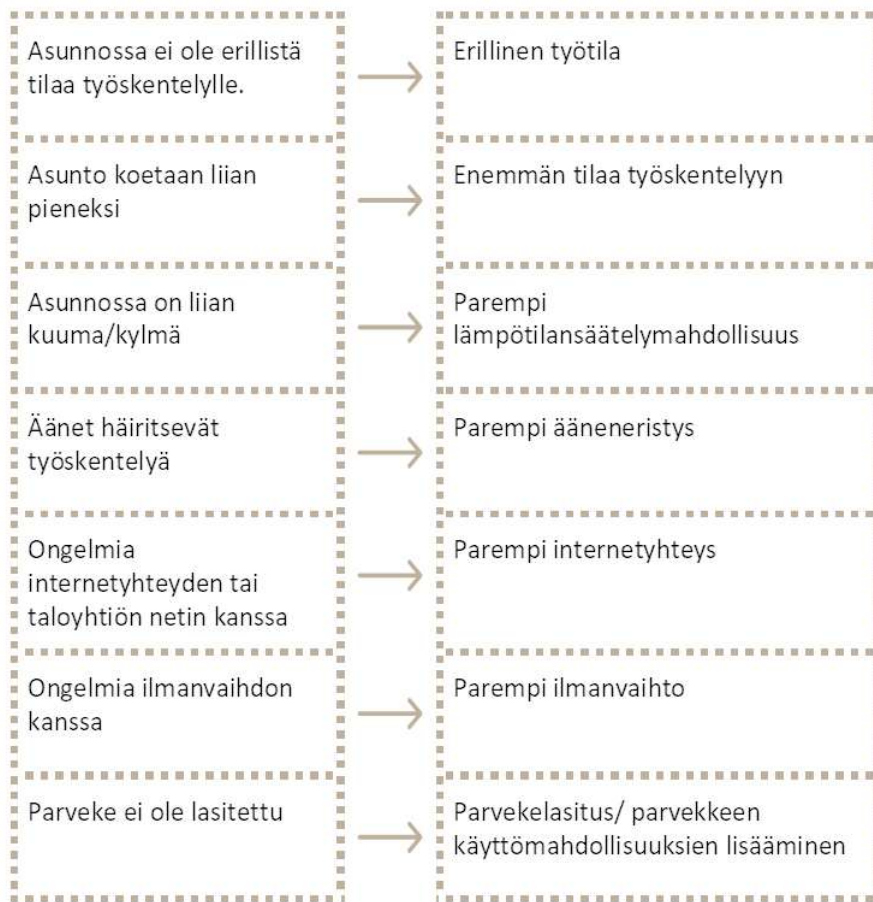 Asunnossa ei ole erillistä
tilaa työskentelylle.
Erillinen työtila
Asunto koetaan liian
pieneksi
Enemmän tilaa työskentelyyn
Asunnossa on liian
kuuma/kylmä
Parempi
lämpötilansäätelymahdollisuus
Äänet häiritsevät
työskentelyä
Parempi ääneneristys
Ongelmia
internetyhteyden tai
taloyhtiön netin kanssa
Parempi internetyhteys
Ongelmia ilmanvaihdon
kanssa
Parempi ilmanvaihto
Parveke ei ole lasitettu
Parvekelasitus/ parvekkeen
käyttömahdollisuuksien lisääminen